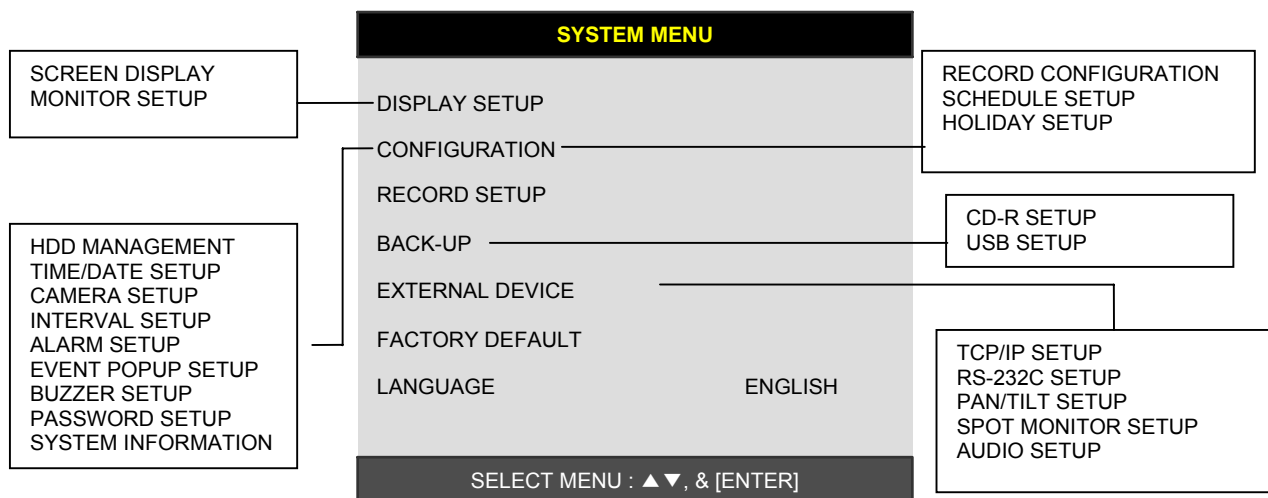 SYSTEM MENU
SCREEN DISPLAY
MONITOR SETUP
DISPLAY SETUP
CONFIGURATION
RECORD SETUP
BACK-UP
EXTERNAL DEVICE
FACTORY DEFAULT
LANGUAGE ENGLISH
SELECT MENU : ▲▼, & [ENTER]
HDD MANAGEMENT
TIME/DATE SETUP
CAMERA SETUP
INTERVAL SETUP
ALARM SETUP
EVENT POPUP SETUP
BUZZER SETUP
PASSWORD SETUP
SYSTEM INFORMATION
RECORD CONFIGURATION
SCHEDULE SETUP
HOLIDAY SETUP
CD-R SETUP
USB SETUP
TCP/IP SETUP
RS-232C SETUP
PAN/TILT SETUP
SPOT MONITOR SETUP
AUDIO SETUP